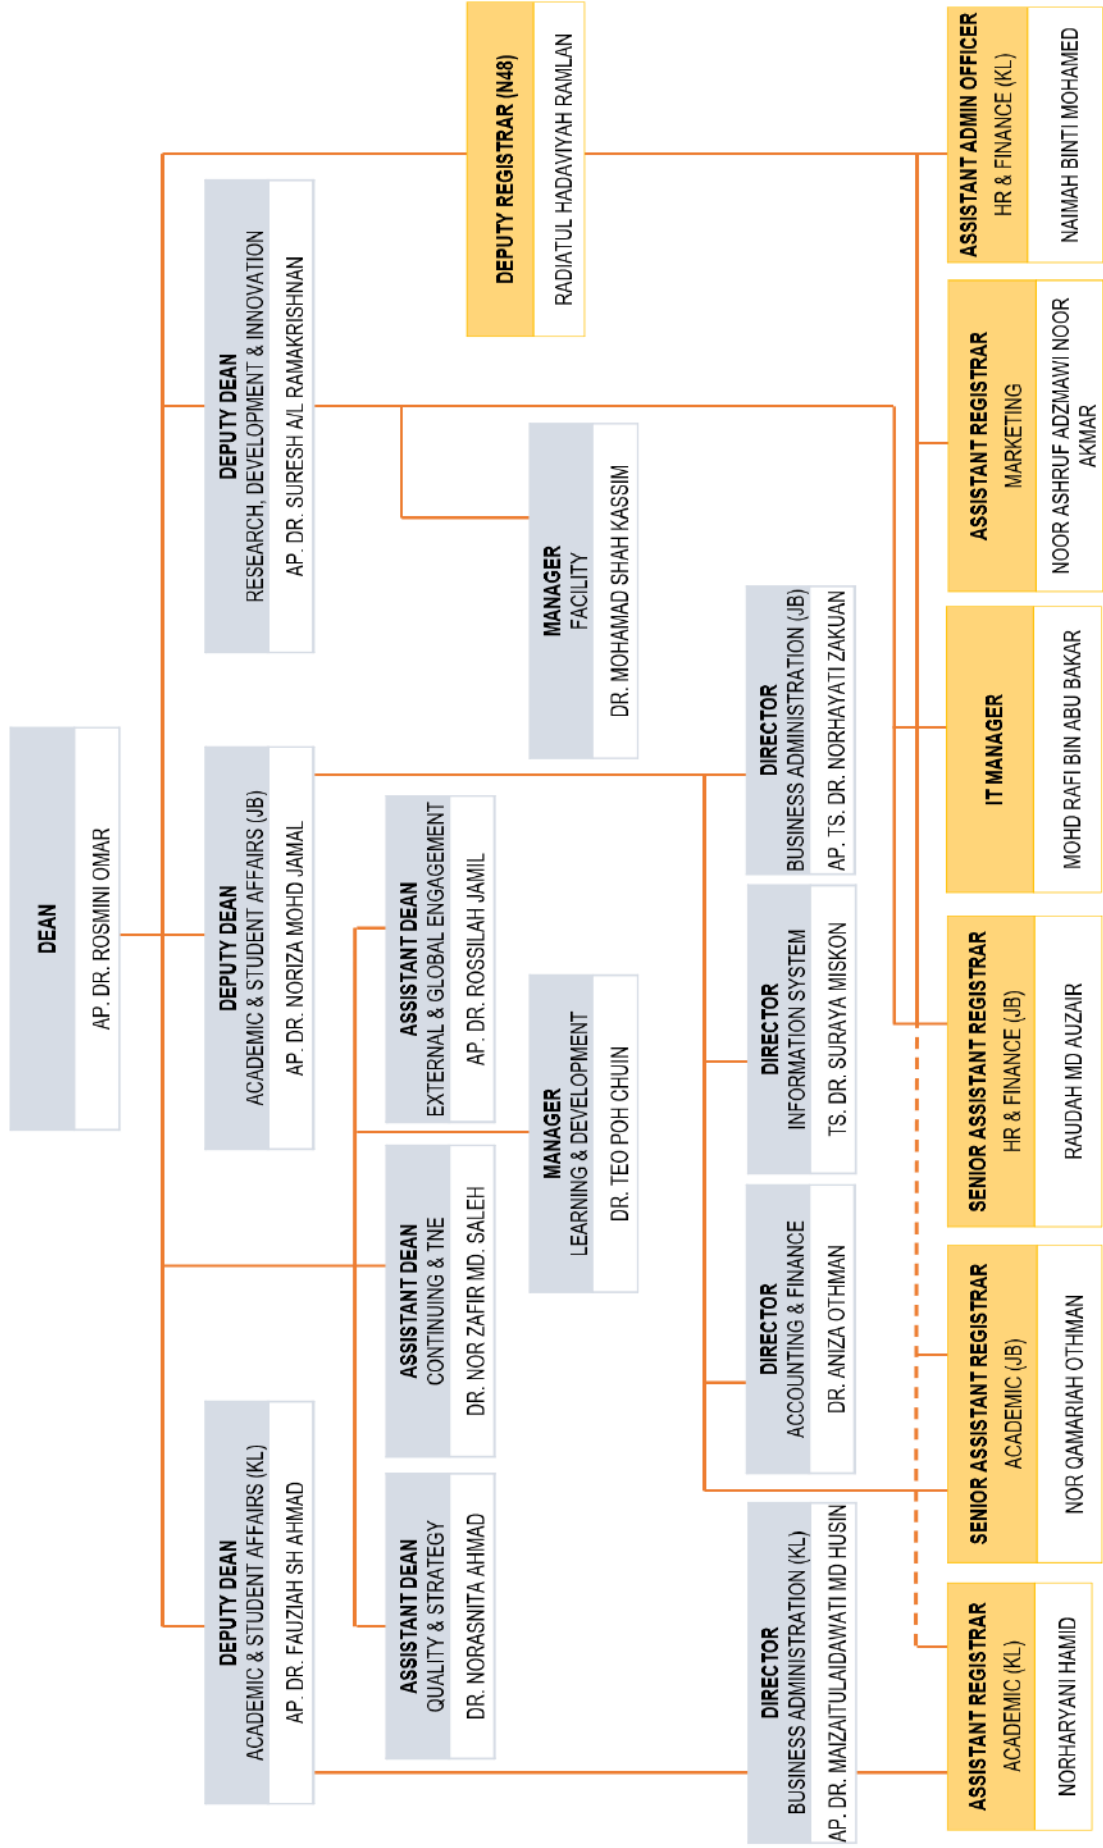 DEAN
AP. DR. ROSMINI OMAR
DEPUTY DEAN
ACADEMIC & STUDENT AFFAIRS (KL)
AP. DR. FAUZIAH SH AHMAD
DEPUTY DEAN
ACADEMIC & STUDENT AFFAIRS (JB)
AP. DR. NORIZA MOHD JAMAL
DEPUTY DEAN
RESEARCH, DEVELOPMENT & INNOVATION
AP. DR. SURESH A/L RAMAKRISHNAN
ASSISTANT DEAN
QUALITY & STRATEGY
DR. NORASNITA AHMAD
ASSISTANT DEAN
CONTINUING & TNE
DR. NOR ZAFIR MD. SALEH
ASSISTANT DEAN
EXTERNAL & GLOBAL ENGAGEMENT
AP. DR. ROSSILAH JAMIL
DEPUTY REGISTRAR (N48)
RADIATUL HADAVIYAH RAMLAN
MANAGER
LEARNING & DEVELOPMENT
DR. TEO POH CHUIN
MANAGER
FACILITY
DR. MOHAMAD SHAH KASSIM
DIRECTOR
BUSINESS ADMINISTRATION (KL)
AP. DR. MAIZAITULAIDAWATI MD HUSIN
DIRECTOR
ACCOUNTING & FINANCE
DR. ANIZA OTHMAN
DIRECTOR
INFORMATION SYSTEM
TS. DR. SURAYA MISKON
DIRECTOR
BUSINESS ADMINISTRATION (JB)
AP. TS. DR. NORHAYATI ZAKUAN
ASSISTANT REGISTRAR
ACADEMIC (KL)
NORHARYANI HAMID
SENIOR ASSISTANT REGISTRAR
ACADEMIC (JB)
NOR QAMARIAH OTHMAN
SENIOR ASSISTANT REGISTRAR
HR & FINANCE (JB)
RAUDAH MD AUZAIR
IT MANAGER
MOHD RAFI BIN ABU BAKAR
ASSISTANT REGISTRAR
MARKETING
NOOR ASHRUF ADZMAWI NOOR
AKMAR
ASSISTANT ADMIN OFFICER
HR & FINANCE (KL)
NAIMAH BINTI MOHAMED